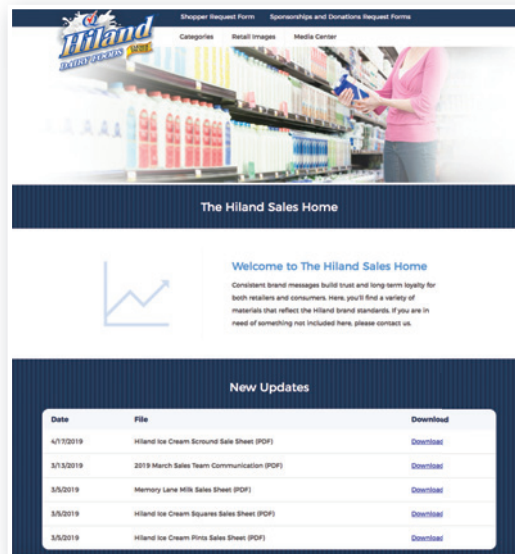 Shopper Request Form Sponsorships and Donations Request Forms
Hiland
DAIRY FOODS
Categories Retail Images Media Center
The Hiland Sales Home
Welcome to The Hiland Sales Home
Consistent brand messages build trust and long-term loyalty for
both retailers and consumers. Here, you'll find a variety of
materials that reflect the Hiland brand standards. If you are in
need of something not included here, please contact us.
New Updates
Date File Download
4/17/2019 Hiland Ice Cream Scround Sale Sheet (PDF) Download
3/13/2019 2019 March Sales Team Communication (PDF) Download
3/5/2019 Memory Lane Milk Sales Sheet (PDF) Download
3/5/2019 Hiland Ice Cream Squares Sales Sheet (PDF) Download
3/5/2019 Hiland Ice Cream Pints Sales Sheet (PDF) Download